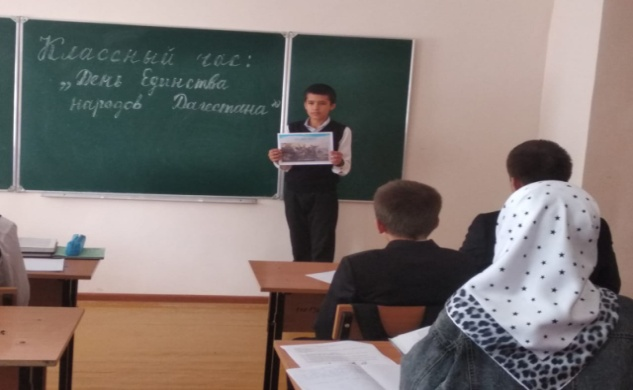 Классный час:
„День Единства
народов Дагестана"